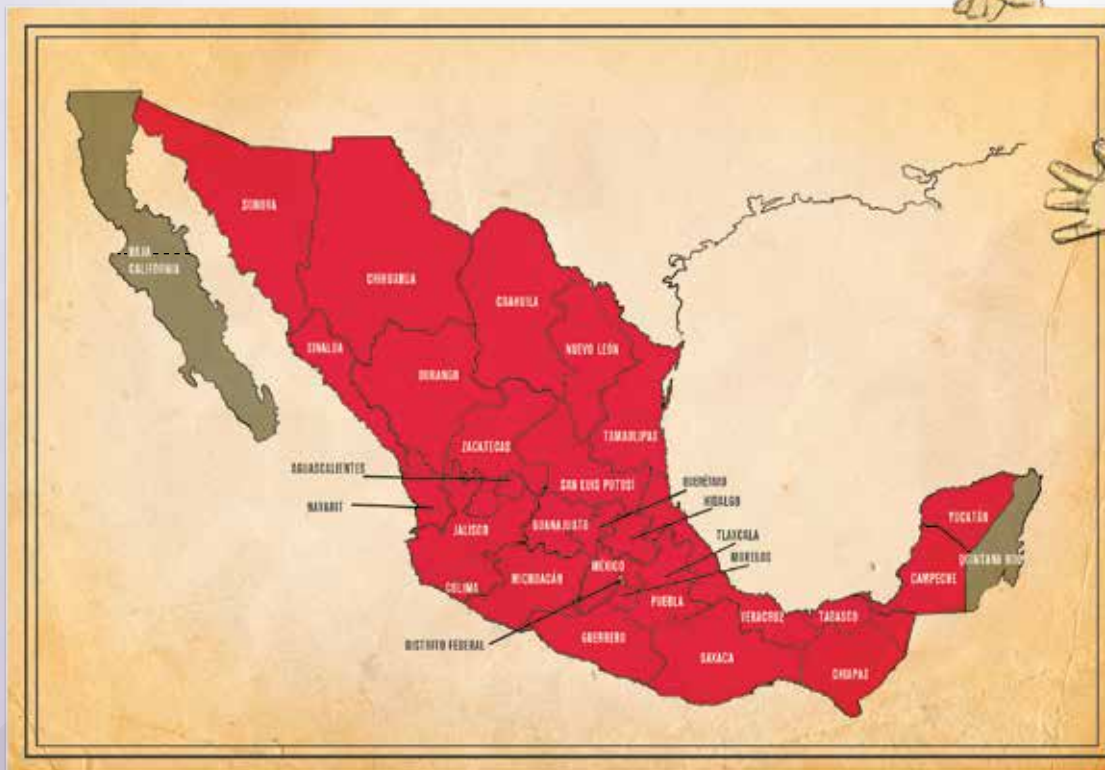 SONORA
BAJA
CALIFORNIA
CHIHUAHUA
COAHUILA
SINALOA
NUEVO LEÓN
DURANGO
TAMAULIPAS
ZACATECAS
AGUASCALIENTES
SAN LUIS POTOSÍ
QUERÉTARO
NAYARIT
HIDALGO
YUCATÁN
JALISCO
GUANAJUATO
TLAXCALA
MORELOS
QUINTANA ROO
MÉXICO
CAMPECHE
MICHOACÁN
COLIMA
PUEBLA
VERACRUZ
TABASCO
GUERRERO
DISTRITO FEDERAL
OAXACA
CHIAPAS